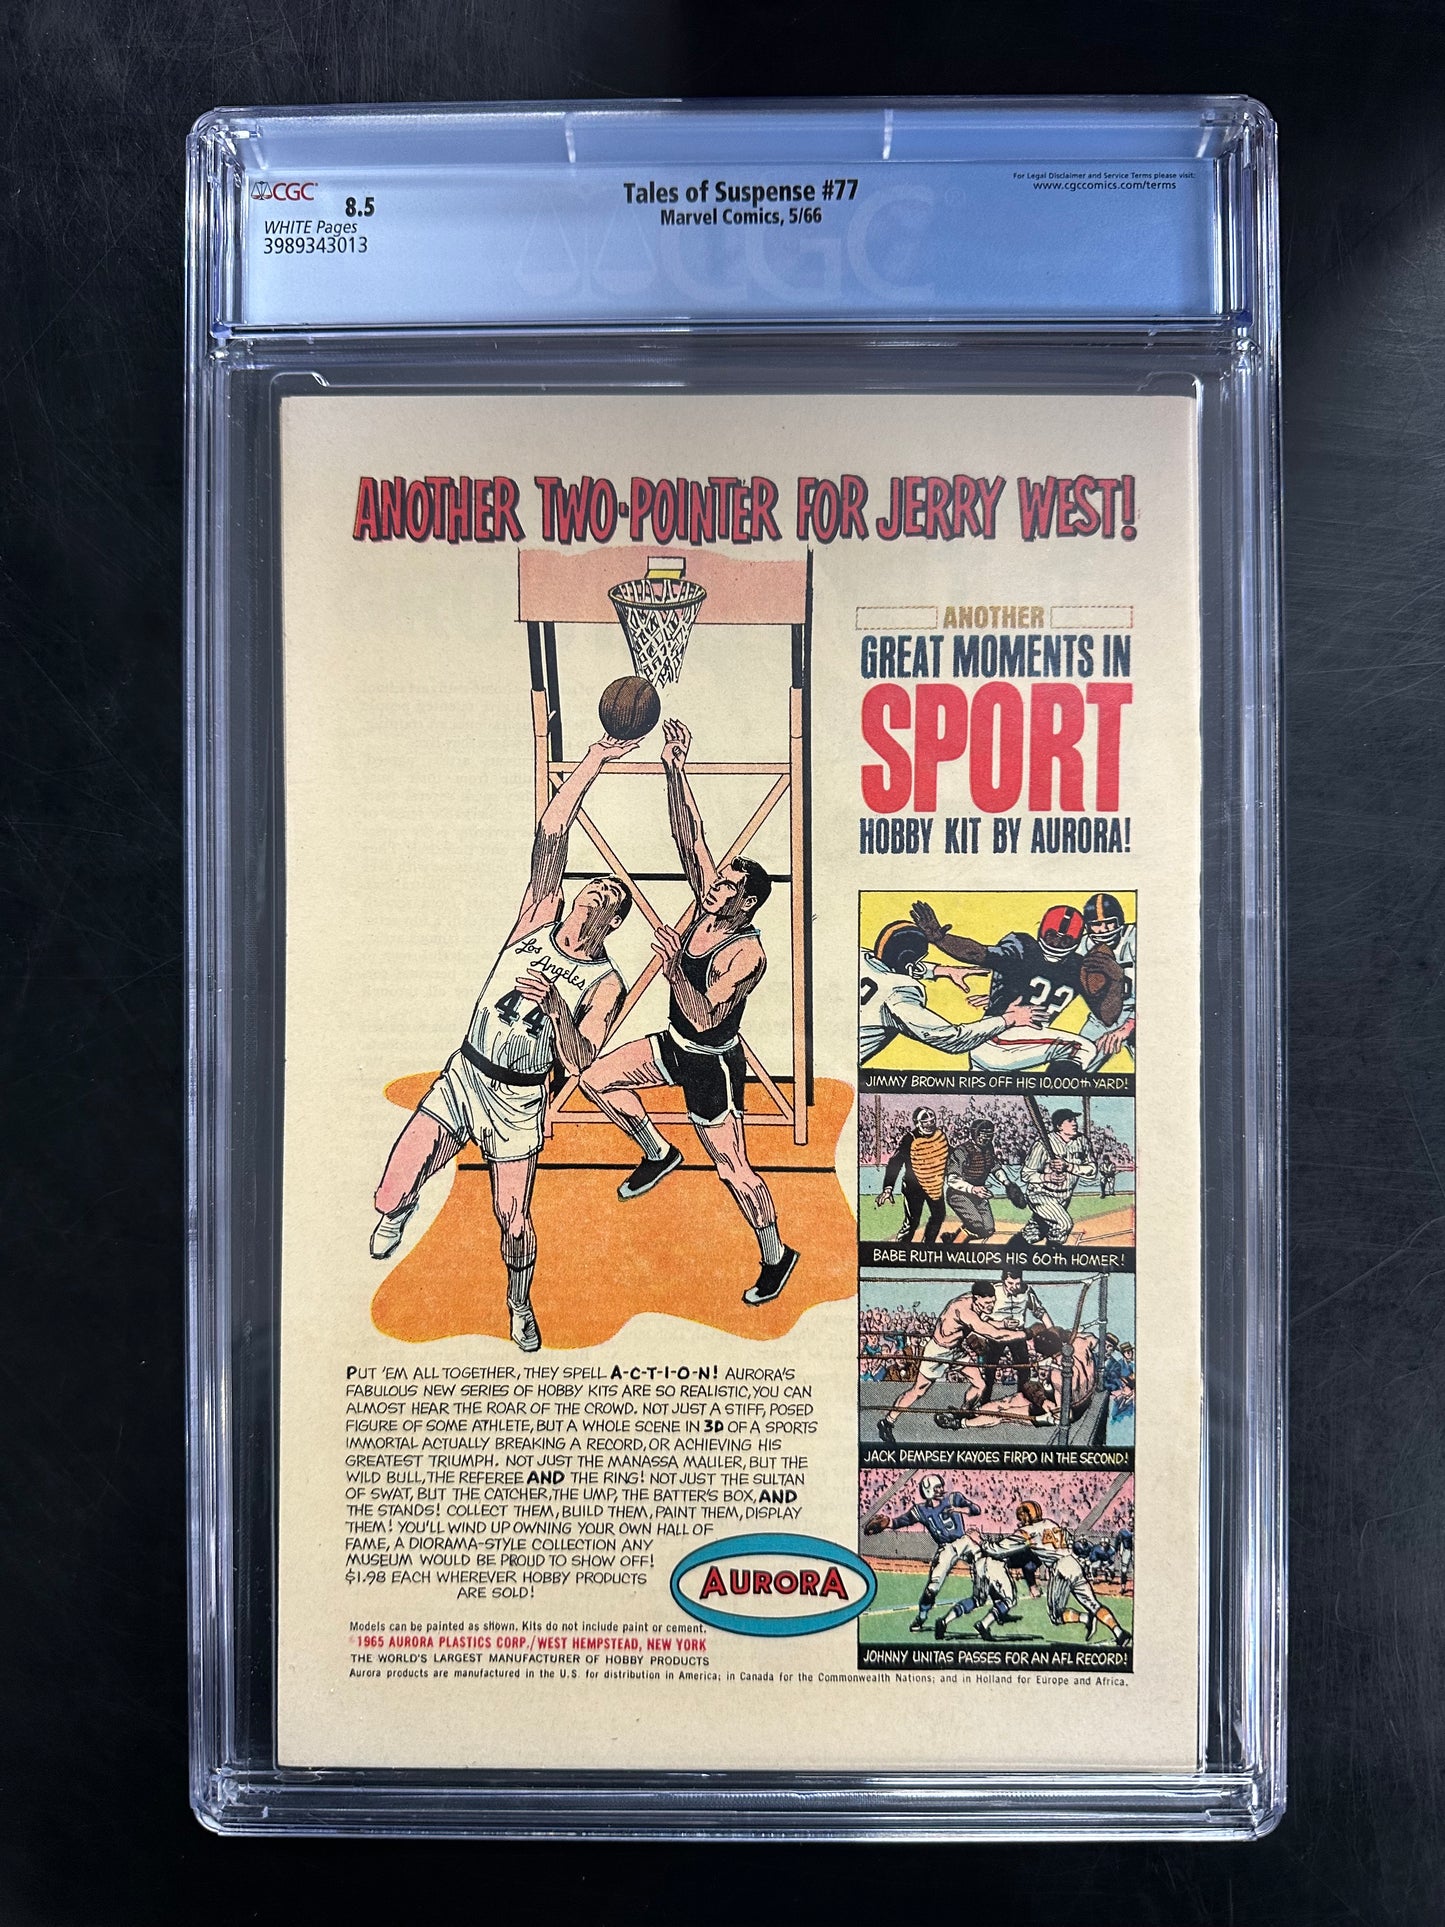 CGC
8.5
WHITE Pages
3989343013
Tales of Suspense #77
Marvel Comics, 5/66
For Legal Disclaimer and Service Terms please visit:
www.cgccomics.com/terms
CGC
ANOTHER TWO-POINTER FOR JERRY WEST!
ANOTHER
GREAT MOMENTS IN
SPORT
HOBBY KIT BY AURORA!
Los
Angeles
44
32
JIMMY BROWN RIPS OFF HIS 10,000th YARD!
BABE RUTH WALLOPS HIS 60th HOMER!
JACK DEMPSEY KAYOES FIRPO IN THE SECOND!
19
JOHNNY UNITAS PASSES FOR AN AFL RECORD!
PUT 'EM ALL TOGETHER, THEY SPELL A-C-T-I-O-N! AURORA'S
FABULOUS NEW SERIES OF HOBBY KITS ARE SO REALISTIC, YOU CAN
ALMOST HEAR THE ROAR OF THE CROWD. NOT JUST A STIFF, POSED
FIGURE OF SOME ATHLETE, BUT A WHOLE SCENE IN 3D OF A SPORTS
IMMORTAL ACTUALLY BREAKING A RECORD, OR ACHIEVING HIS
GREATEST TRIUMPH. NOT JUST THE MANASSA MAULER, BUT THE
WILD BULL, THE REFEREE AND THE RING! NOT JUST THE SULTAN
OF SWAT, BUT THE CATCHER, THE UMP, THE BATTER'S BOX, AND
THE STANDS! COLLECT THEM, BUILD THEM, PAINT THEM, DISPLAY
THEM! YOU'LL WIND UP OWNING YOUR OWN HALL OF
FAME, A DIORAMA-STYLE COLLECTION ANY
MUSEUM WOULD BE PROUD TO SHOW OFF!
$1.98 EACH WHEREVER HOBBY PRODUCTS
ARE SOLD!
AURORA
Models can be painted as shown. Kits do not include paint or cement.
©1965 AURORA PLASTICS CORP./WEST HEMPSTEAD, NEW YORK
THE WORLD'S LARGEST MANUFACTURER OF HOBBY PRODUCTS
Aurora products are manufactured in the U.S. for distribution in America; in Canada for the Commonwealth Nations; and in Holland for Europe and Africa.